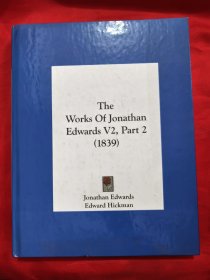 The
Works Of Jonathan
Edwards V2, Part 2
(1839)
Jonathan Edwards
Edward Hickman